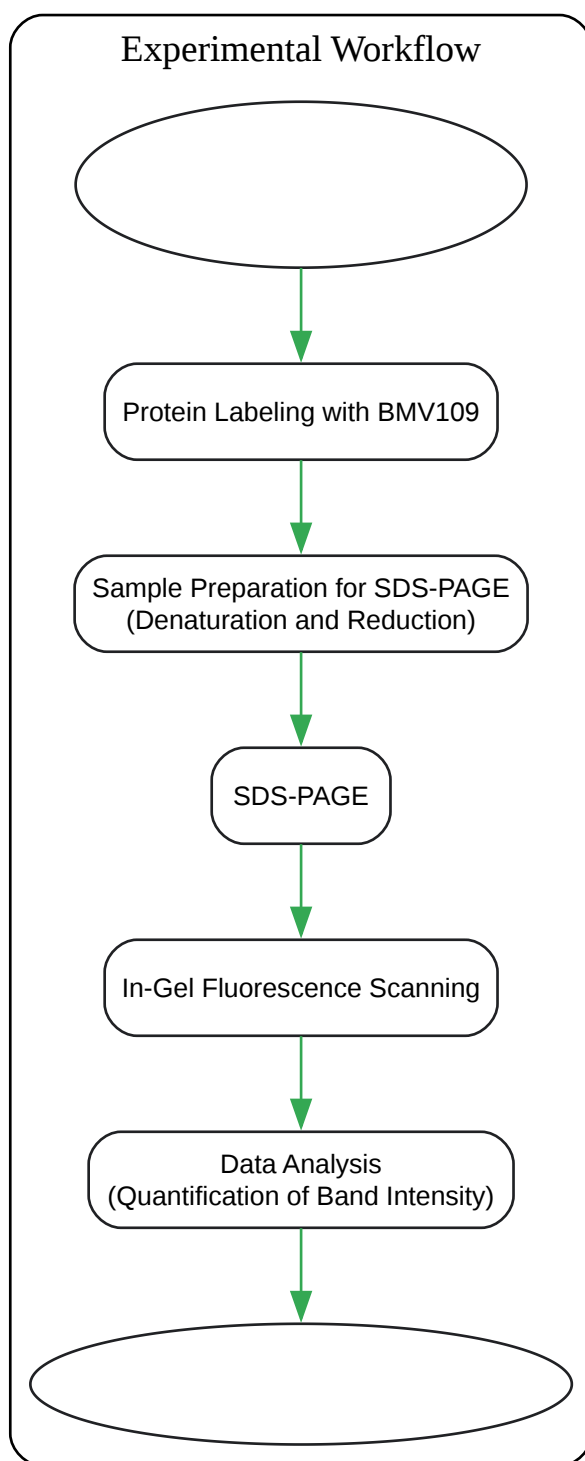 Experimental Workflow
Protein Labeling with BMV109
Sample Preparation for SDS-PAGE
(Denaturation and Reduction)
SDS-PAGE
In-Gel Fluorescence Scanning
Data Analysis
(Quantification of Band Intensity)